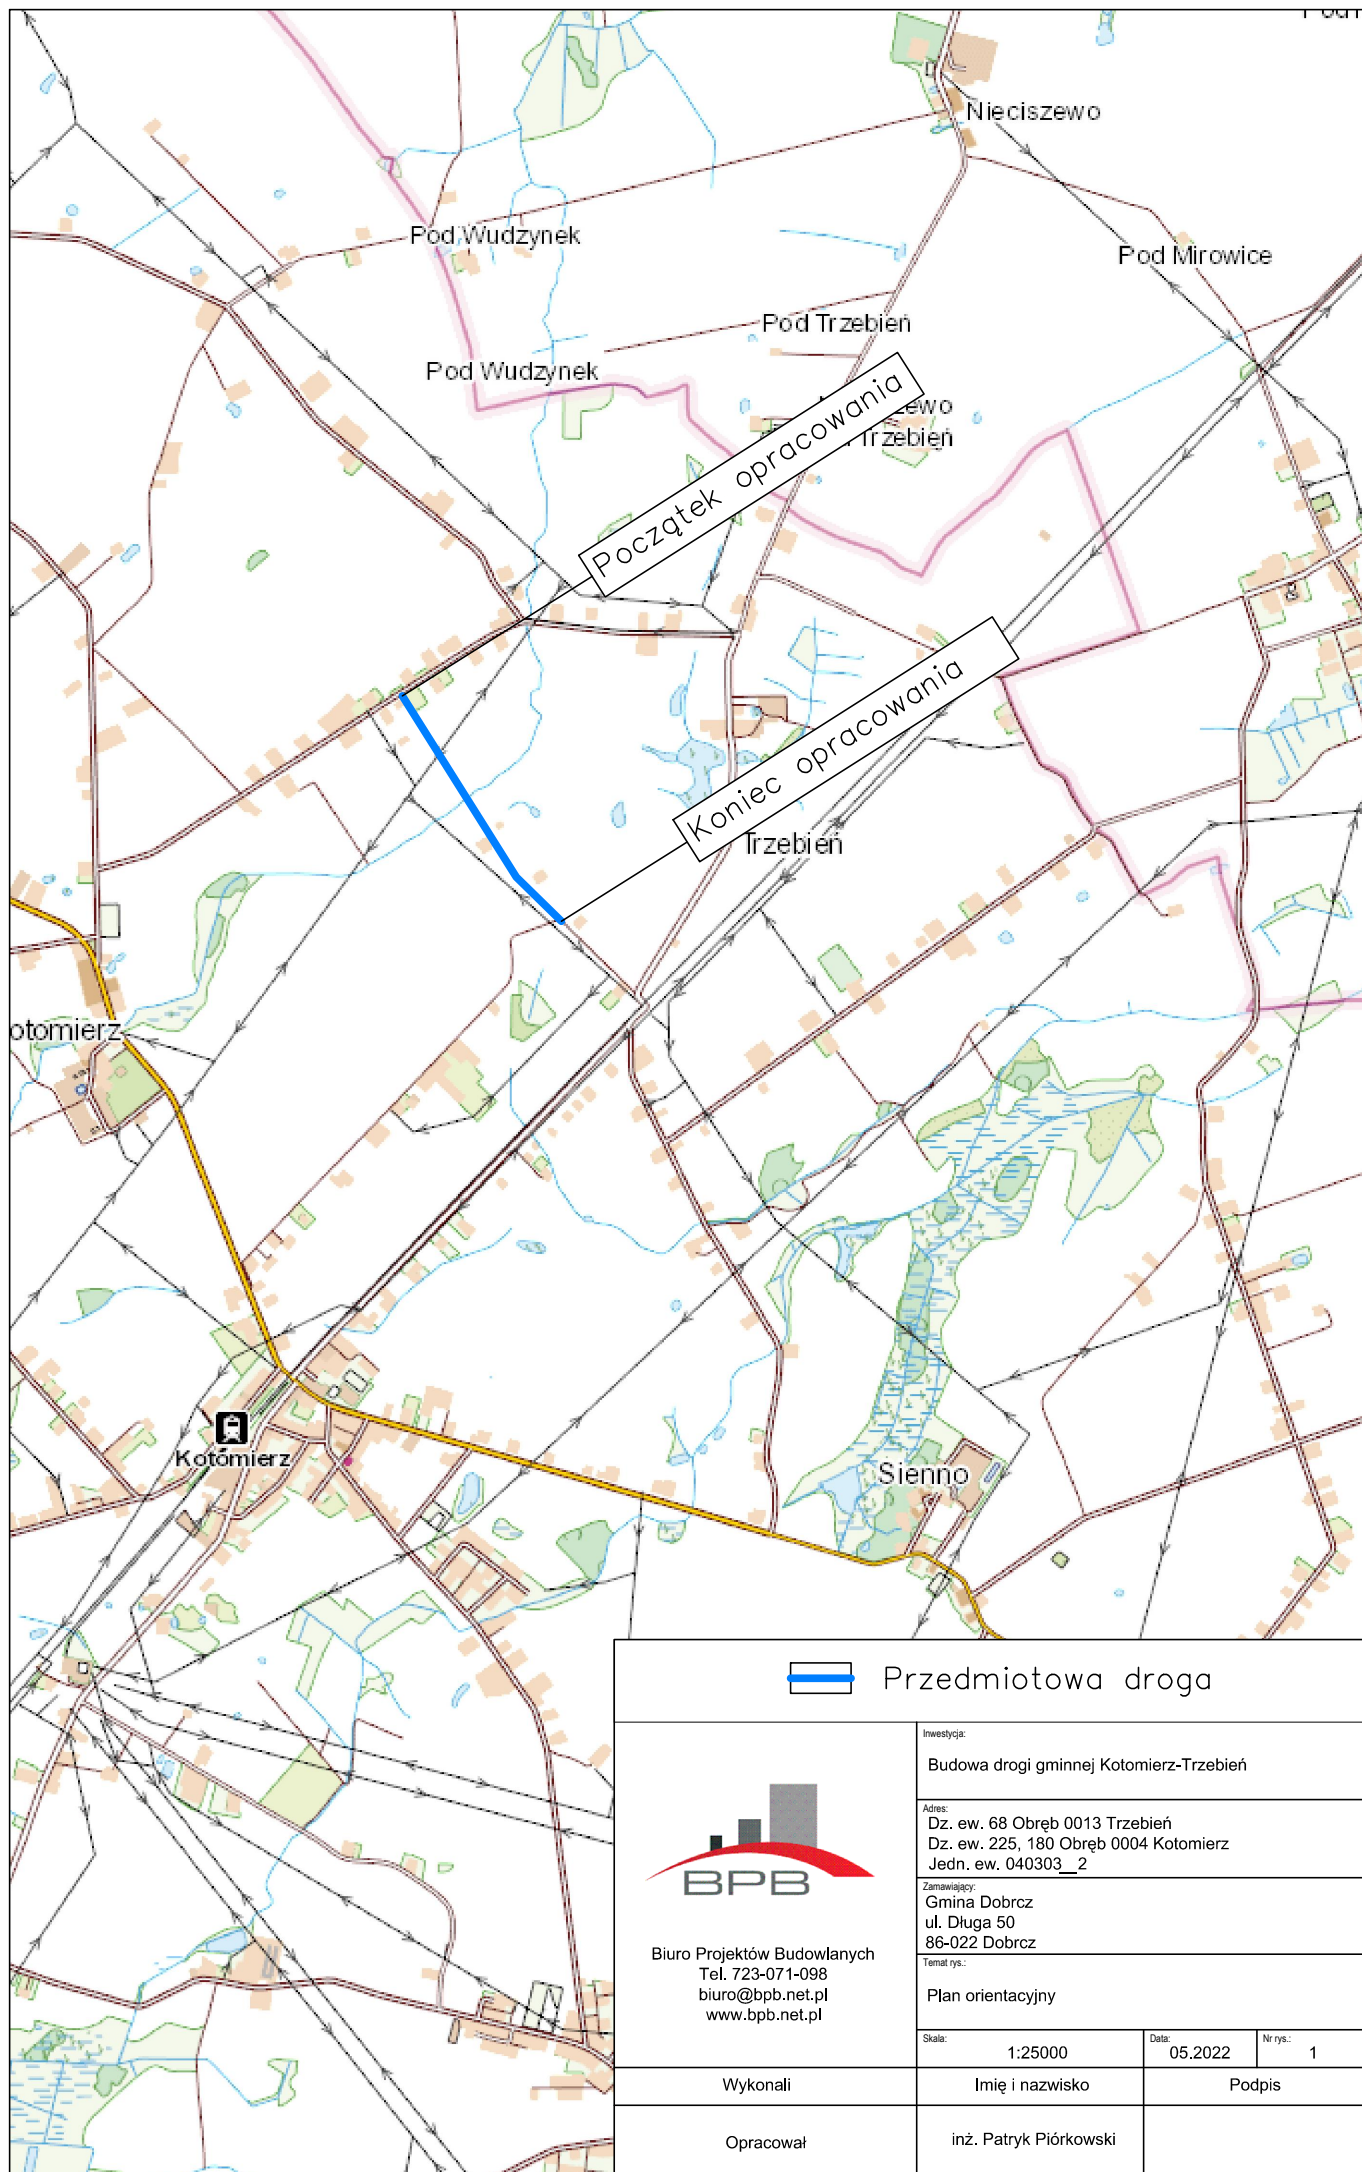 Nieciszewo
Pod Wudzynek
Pod Mirowice
Pod Trzebień
Pod Wudzynek
Początek opracowania
Trzebień
Koniec opracowania
Trzebień
otomierz
Kotomierz
Sienno
Przedmiotowa droga
BPB
Biuro Projektów Budowlanych
Tel. 723-071-098
biuro@bpb.net.pl
www.bpb.net.pl
Inwestycja:
Budowa drogi gminnej Kotomierz-Trzebień
Adres:
Dz. ew. 68 Obręb 0013 Trzebień
Dz. ew. 225, 180 Obręb 0004 Kotomierz
Jedn. ew. 040303_2
Zamawiający:
Gmina Dobrcz
ul. Długa 50
86-022 Dobrcz
Temat rys.:
Plan orientacyjny
Skala:
1:25000
Data:
05.2022
Nr rys.:
1
Wykonali
Imię i nazwisko
Podpis
Opracował
inż. Patryk Piórkowski